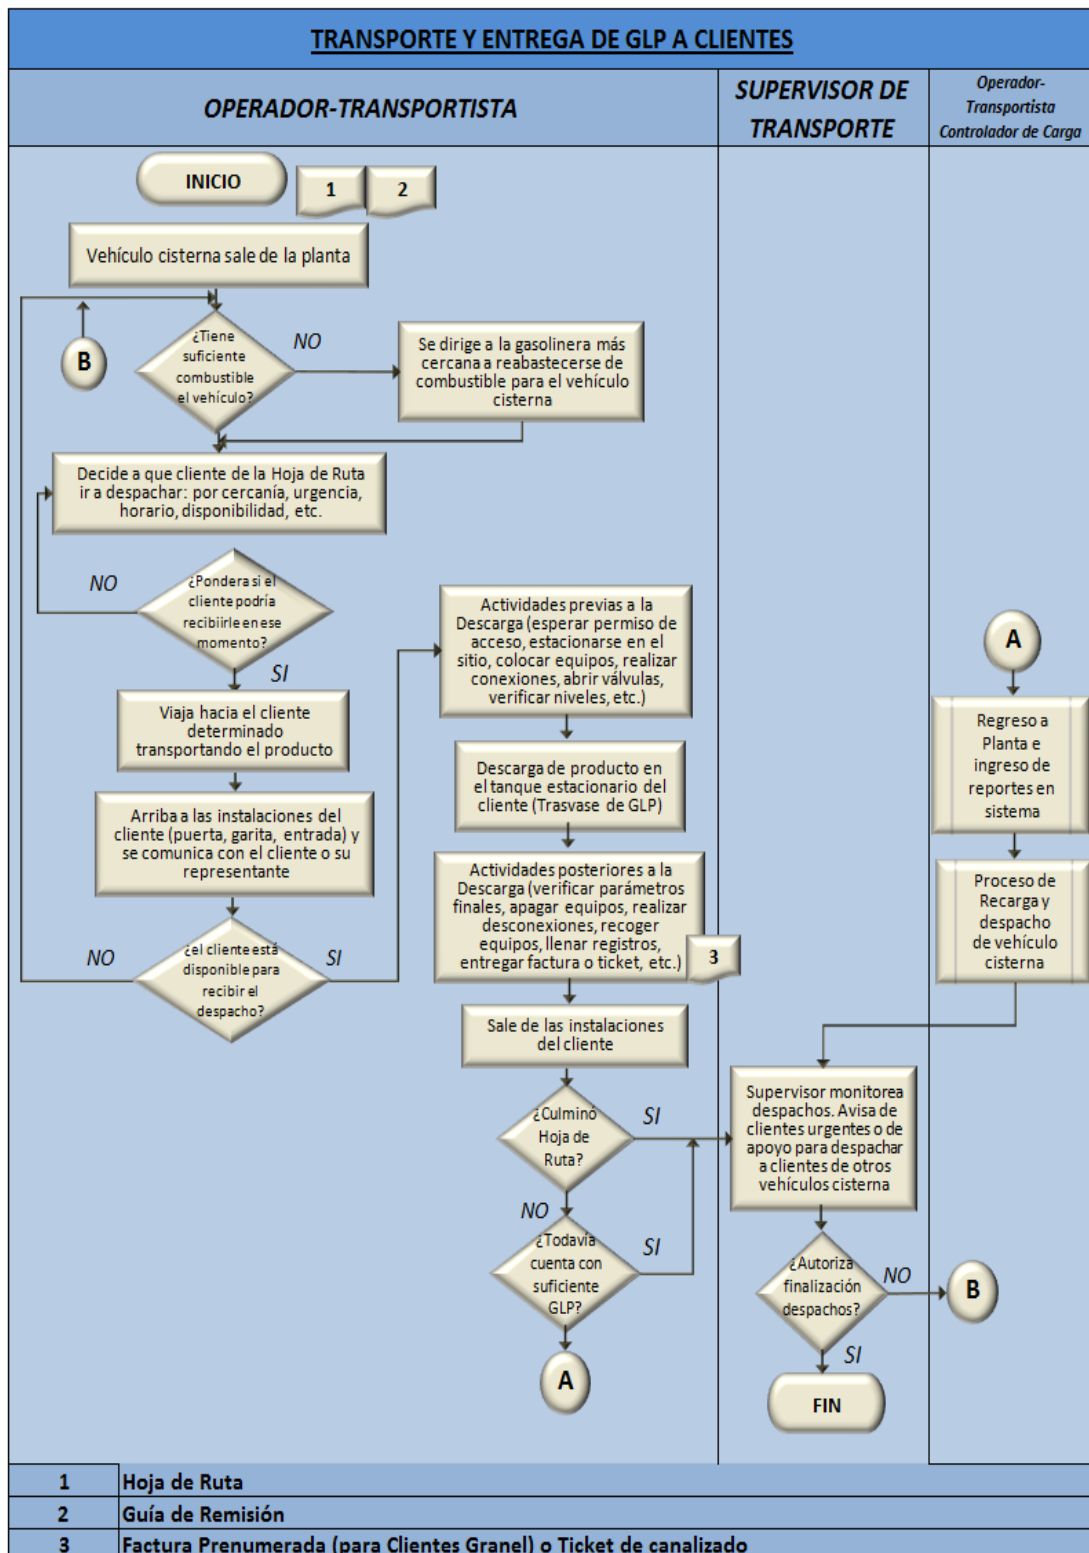 TRANSPORTE Y ENTREGA DE GLP A CLIENTES
OPERADOR-TRANSPORTISTA
SUPERVISOR DE
TRANSPORTE
Operador-
Transportista
Controlador de Carga
INICIO
1
2
Vehículo cisterna sale de la planta
B
¿Tiene
suficiente
combustible
el vehículo?
NO
Se dirige a la gasolinera más
cercana a reabastecerse de
combustible para el vehículo
cisterna
Decide a que cliente de la Hoja de Ruta
ir a despachar: por cercanía, urgencia,
horario, disponibilidad, etc.
NO
¿Pondera si el
cliente podría
recibiirle en ese
momento?
SI
Viaja hacia el cliente
determinado
transportando el producto
Arriba a las instalaciones del
cliente (puerta, garita, entrada) y
se comunica con el cliente o su
representante
NO
¿el cliente está
disponible para
recibir el
despacho?
SI
Actividades previas a la
Descarga (esperar permiso de
acceso, estacionarse en el
sitio, colocar equipos, realizar
conexiones, abrir válvulas,
verificar niveles, etc.)
Descarga de producto en
el tanque estacionario del
cliente (Trasvase de GLP)
Actividades posteriores a la
Descarga (verificar parámetros
finales, apagar equipos, realizar
desconexiones, recoger
equipos, llenar registros,
entregar factura o ticket, etc.)
3
Sale de las instalaciones
del cliente
¿Culminó
Hoja de
Ruta?
SI
NO
¿Todavía
cuenta con
suficiente
GLP?
SI
A
A
Regreso a
Planta e
ingreso de
reportes en
sistema
Proceso de
Recarga y
despacho
de vehículo
cisterna
Supervisor monitorea
despachos. Avisa de
clientes urgentes o de
apoyo para despachar
a clientes de otros
vehículos cisterna
¿Autoriza
finalización
despachos?
NO
B
SI
FIN
1 Hoja de Ruta
2 Guía de Remisión
3 Factura Prenumerada (para Clientes Granel) o Ticket de canalizado